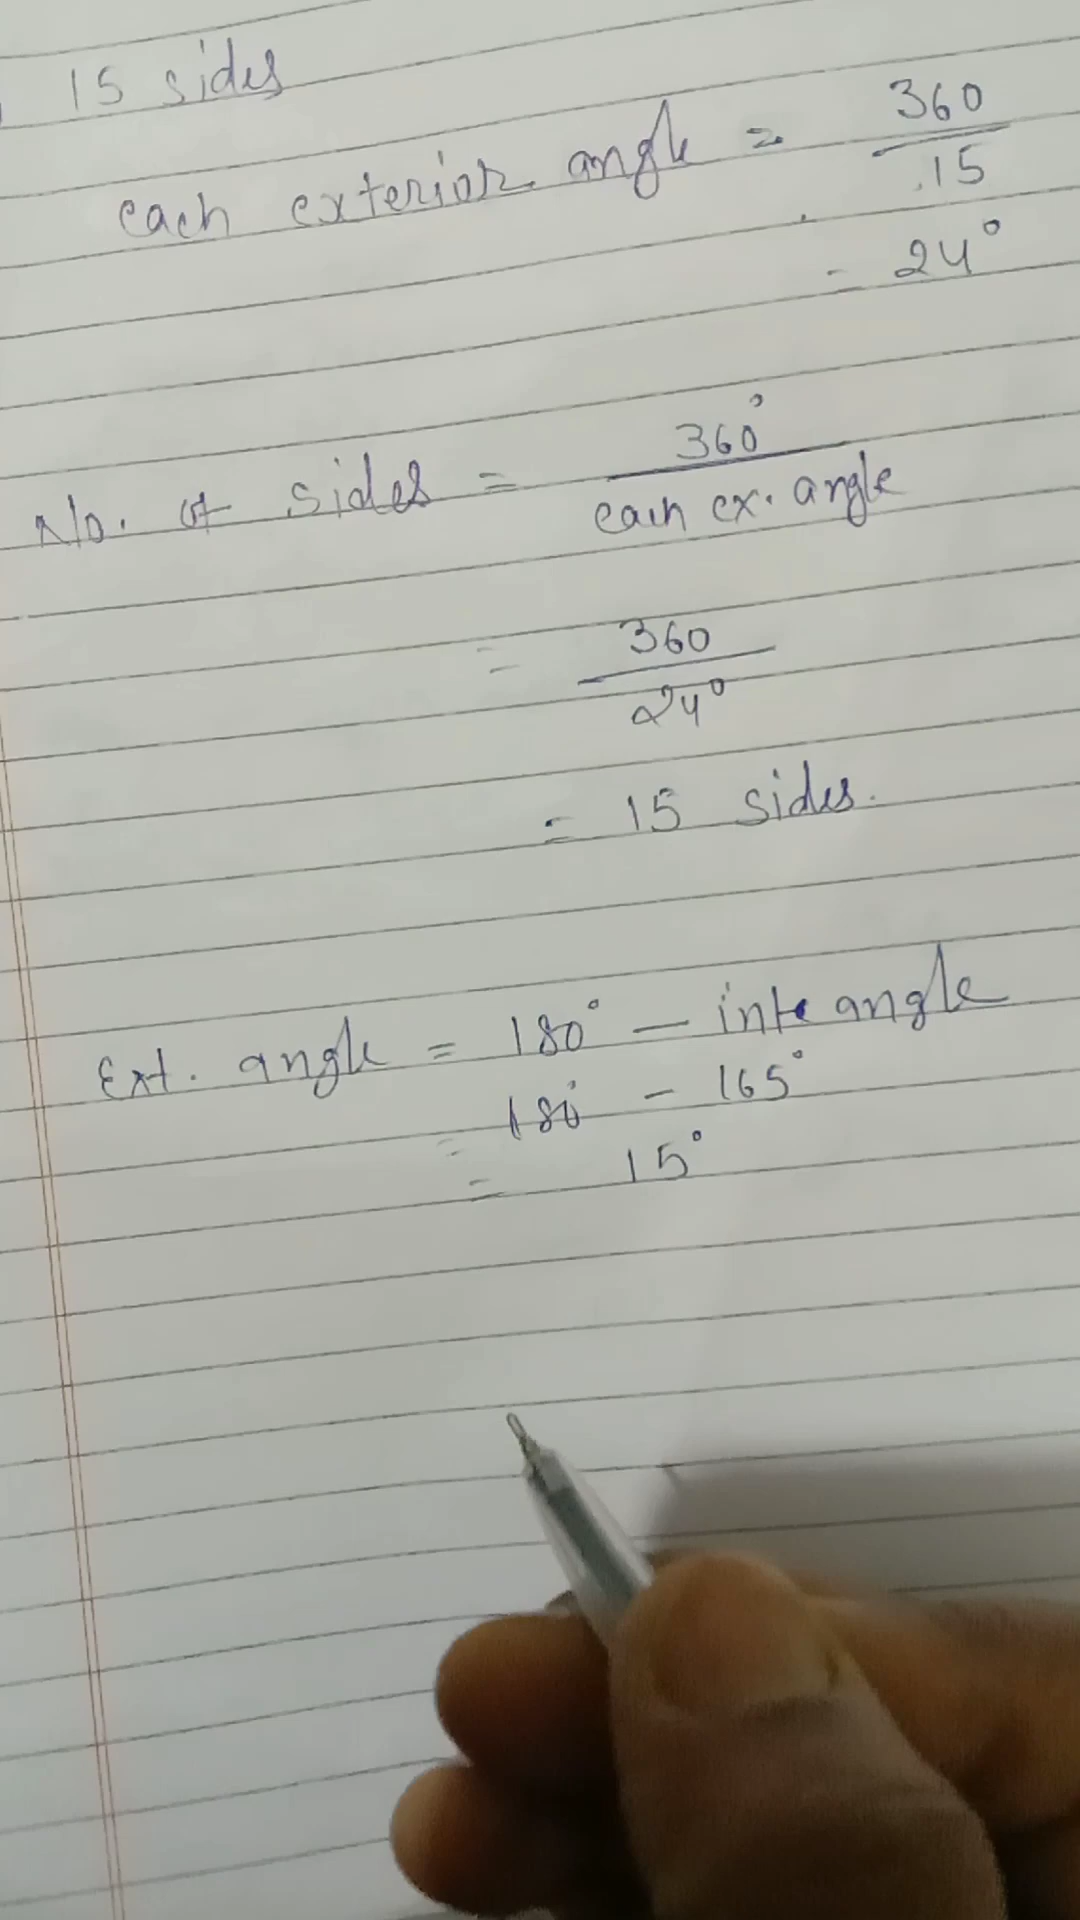 15 sides
each exterior angle = 360/15
= 24°
No. of sides = 360°/each ex. angle
= 360/24°
= 15 sides.
Ext. angle = 180° – inte angle
= 180° – 165°
= 15°